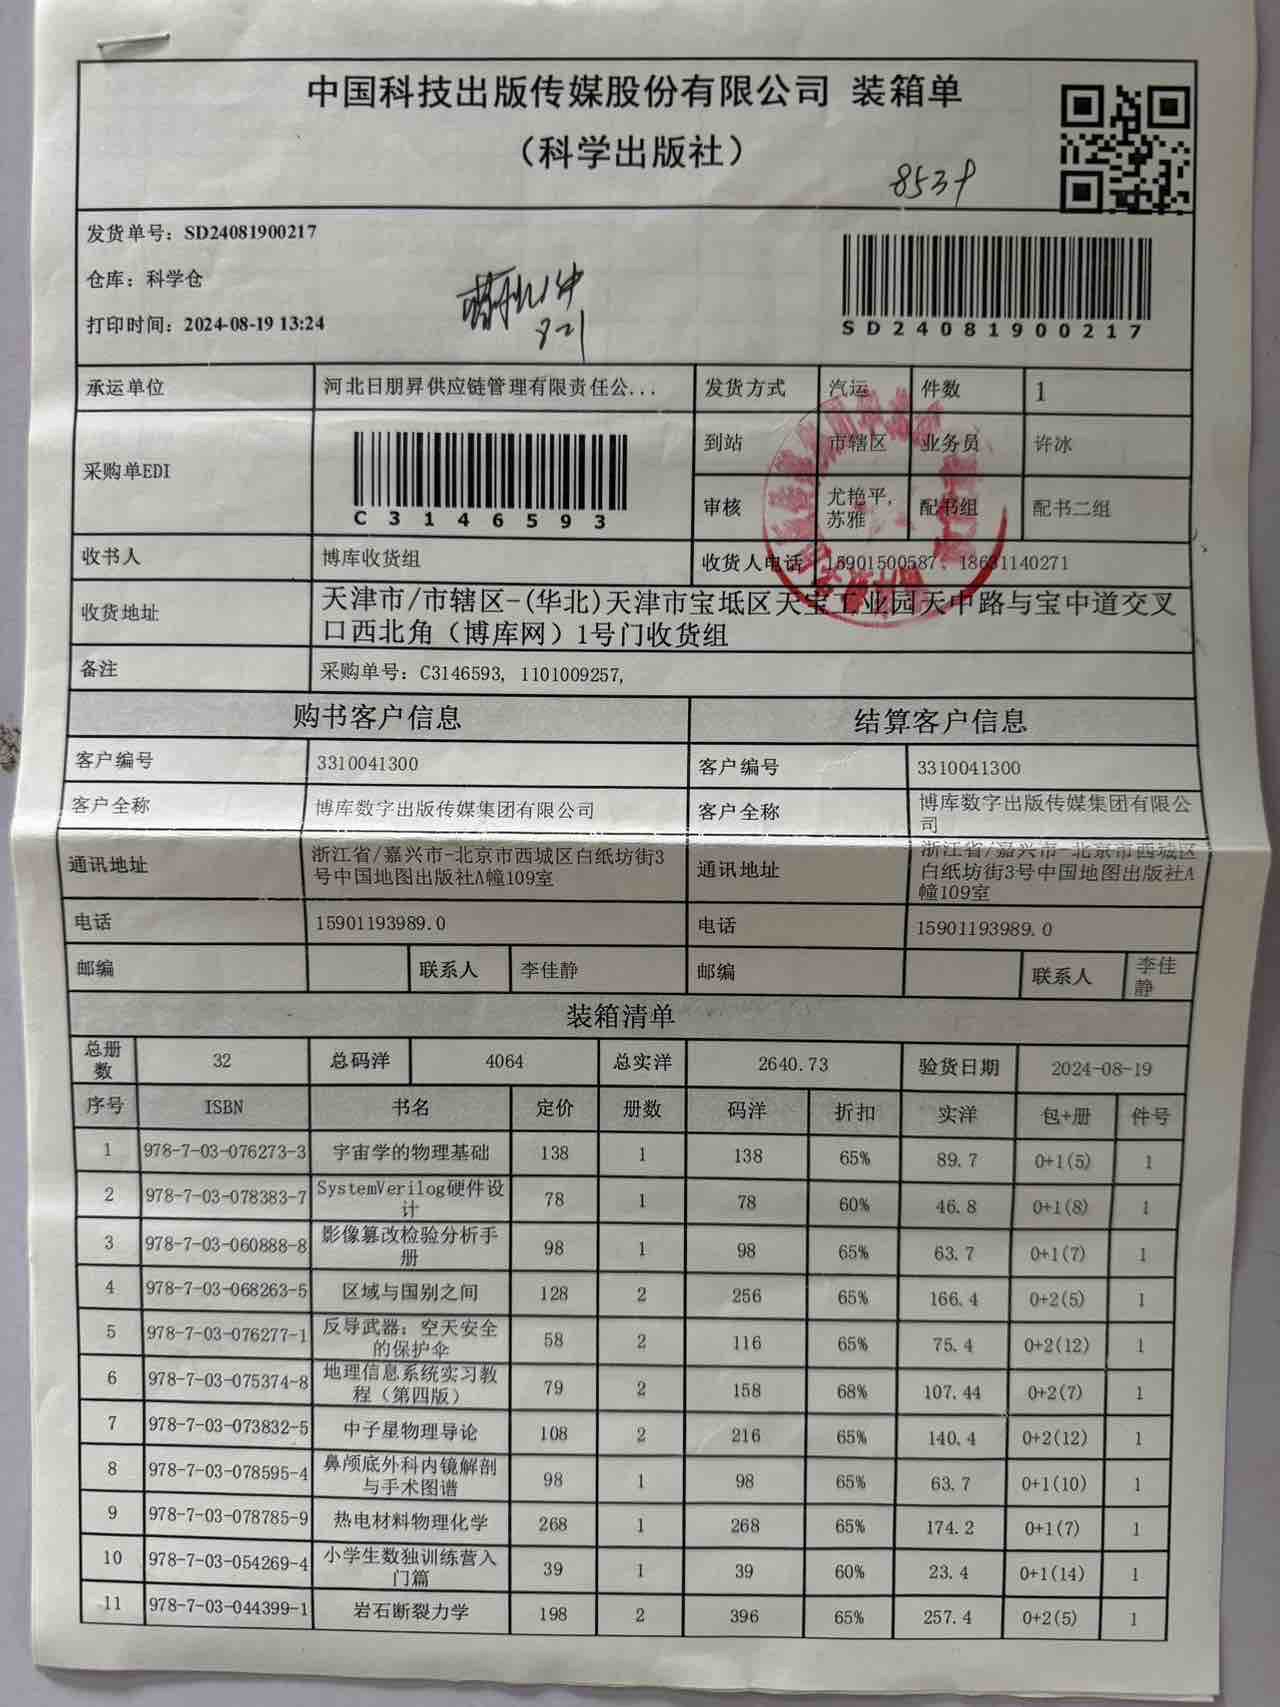 中国科技出版传媒股份有限公司 装箱单
（科学出版社）
853
发货单号：SD24081900217
仓库：科学仓
打印时间：2024-08-19 13:24
8-21
SD24081900217
承运单位 河北日朋昇供应链管理有限责任公... 发货方式 汽运 件数 1
采购单EDI C3146593 到站 市辖区 业务员 许冰
审核 尤艳平,苏雅 配书组 配书二组
收书人 博库收货组 收货人电话 15901500587；18631140271
收货地址 天津市/市辖区-(华北)天津市宝坻区天宝工业园天中路与宝中道交叉
口西北角（博库网）1号门收货组
备注 采购单号：C3146593, 1101009257,
购书客户信息 结算客户信息
客户编号 3310041300 客户编号 3310041300
客户全称 博库数字出版传媒集团有限公司 客户全称 博库数字出版传媒集团有限公司
通讯地址 浙江省/嘉兴市-北京市西城区白纸坊街3号中国地图出版社A幢109室 通讯地址 浙江省/嘉兴市-北京市西城区白纸坊街3号中国地图出版社A幢109室
电话 15901193989.0 电话 15901193989.0
邮编 联系人 李佳静 邮编 联系人 李佳静
装箱清单
总册数 32 总码洋 4064 总实洋 2640.73 验货日期 2024-08-19
序号 ISBN 书名 定价 册数 码洋 折扣 实洋 包+册 件号
1 978-7-03-076273-3 宇宙学的物理基础 138 1 138 65% 89.7 0+1(5) 1
2 978-7-03-078383-7 SystemVerilog硬件设计 78 1 78 60% 46.8 0+1(8) 1
3 978-7-03-060888-8 影像篡改检验分析手册 98 1 98 65% 63.7 0+1(7) 1
4 978-7-03-068263-5 区域与国别之间 128 2 256 65% 166.4 0+2(5) 1
5 978-7-03-076277-1 反导武器：空天安全的保护伞 58 2 116 65% 75.4 0+2(12) 1
6 978-7-03-075374-8 地理信息系统实习教程（第四版） 79 2 158 68% 107.44 0+2(7) 1
7 978-7-03-073832-5 中子星物理导论 108 2 216 65% 140.4 0+2(12) 1
8 978-7-03-078595-4 鼻颅底外科内镜解剖与手术图谱 98 1 98 65% 63.7 0+1(10) 1
9 978-7-03-078785-9 热电材料物理化学 268 1 268 65% 174.2 0+1(7) 1
10 978-7-03-054269-4 小学生数独训练营入门篇 39 1 39 60% 23.4 0+1(14) 1
11 978-7-03-044399-1 岩石断裂力学 198 2 396 65% 257.4 0+2(5) 1